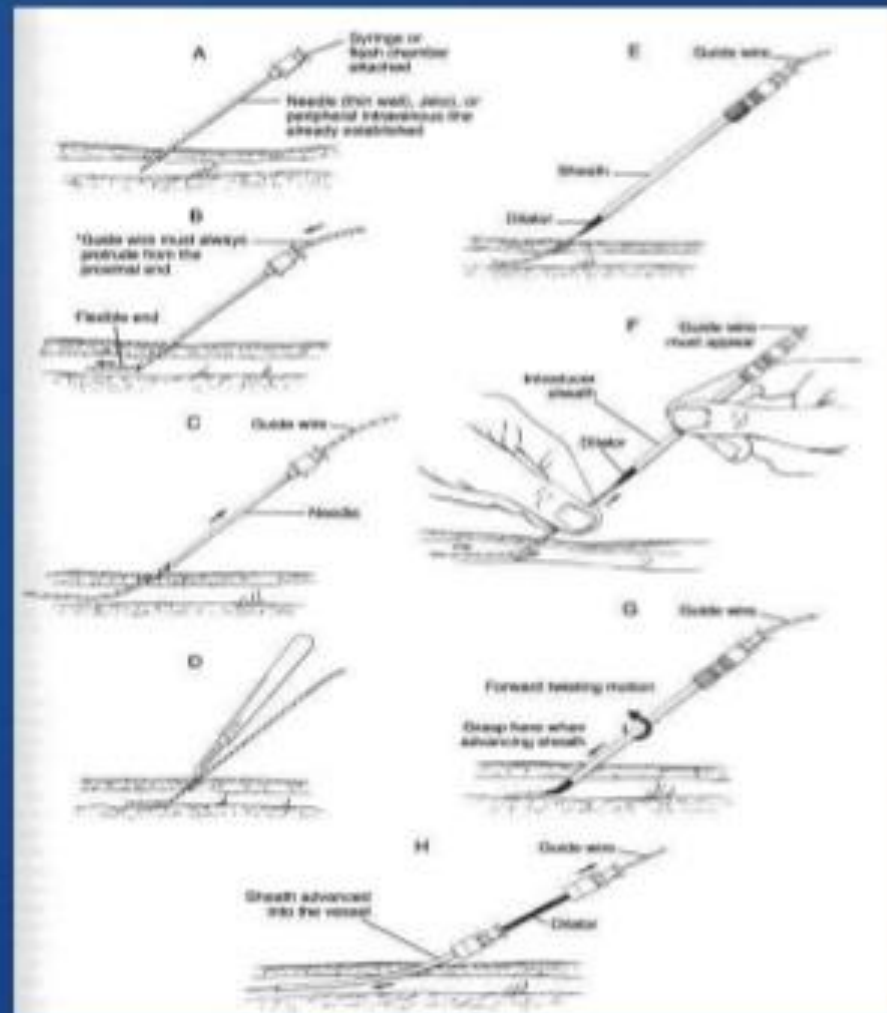 A
Syringe or
flash chamber
attached
Needle (thin wall), Jelco, or
peripheral intravenous line
already established
B
*Guide wire must always
protrude from the
proximal end
Flexible end
C
Guide wire
Needle
D
E
Guide wire
Sheath
Dilator
F
Guide wire
must appear
Introducer
sheath
Dilator
G
Guide wire
Forward twisting motion
Grasp here when
advancing sheath
H
Guide wire
Sheath advanced
into the vessel
Dilator